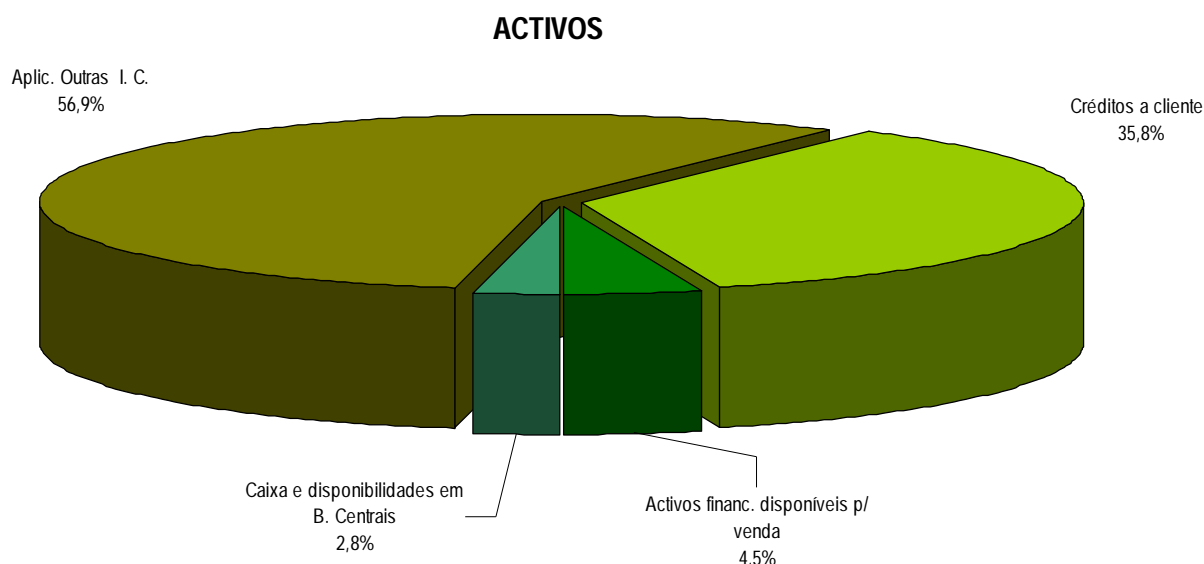 ACTIVOS
Aplic. Outras I. C.
56,9%
Créditos a cliente
35,8%
Caixa e disponibilidades em
B. Centrais
2,8%
Activos financ. disponíveis p/
venda
4,5%